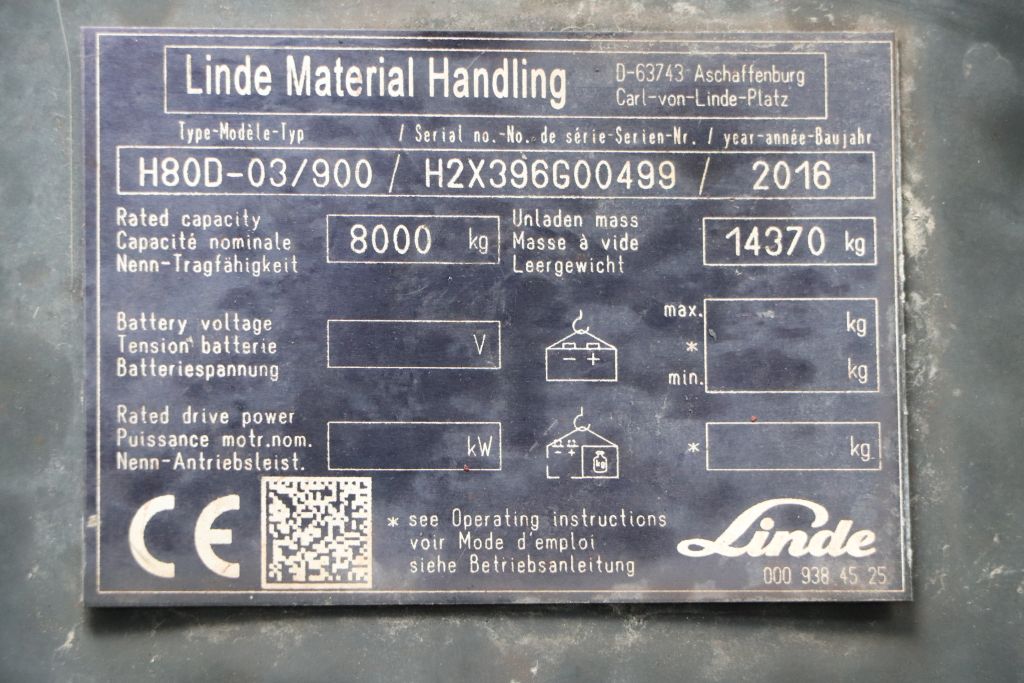 Linde Material Handling
D-63743 Aschaffenburg
Carl-von-Linde-Platz
Type-Modèle-Typ / Serial no.-No. de série-Serien-Nr. / year-année-Baujahr
H80D-03/900 / H2X396G00499 / 2016
Rated capacity
Capacité nominale
Nenn-Tragfähigkeit
8000 kg
Unladen mass
Masse à vide
Leergewicht
14370 kg
Battery voltage
Tension batterie
Batteriespannung
V
- +
max.
*
min.
kg
kg
Rated drive power
Puissance motr.nom.
Nenn-Antriebsleist.
kW
- +
kg
*
kg
CE
* see Operating instructions
voir Mode d'emploi
siehe Betriebsanleitung
Linde
000 938 45 25